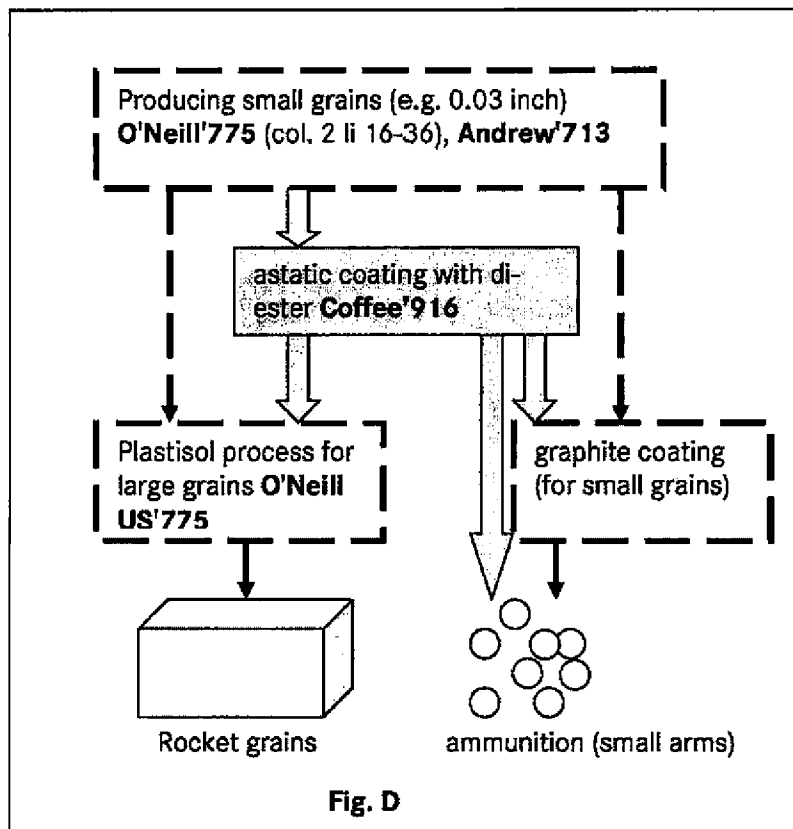 Producing small grains (e.g. 0.03 inch)
O'Neill'775 (col. 2 li 16-36), Andrew'713
astatic coating with di-
ester Coffee'916
Plastisol process for
large grains O'Neill
US'775
graphite coating
(for small grains)
Rocket grains
ammunition (small arms)
Fig. D